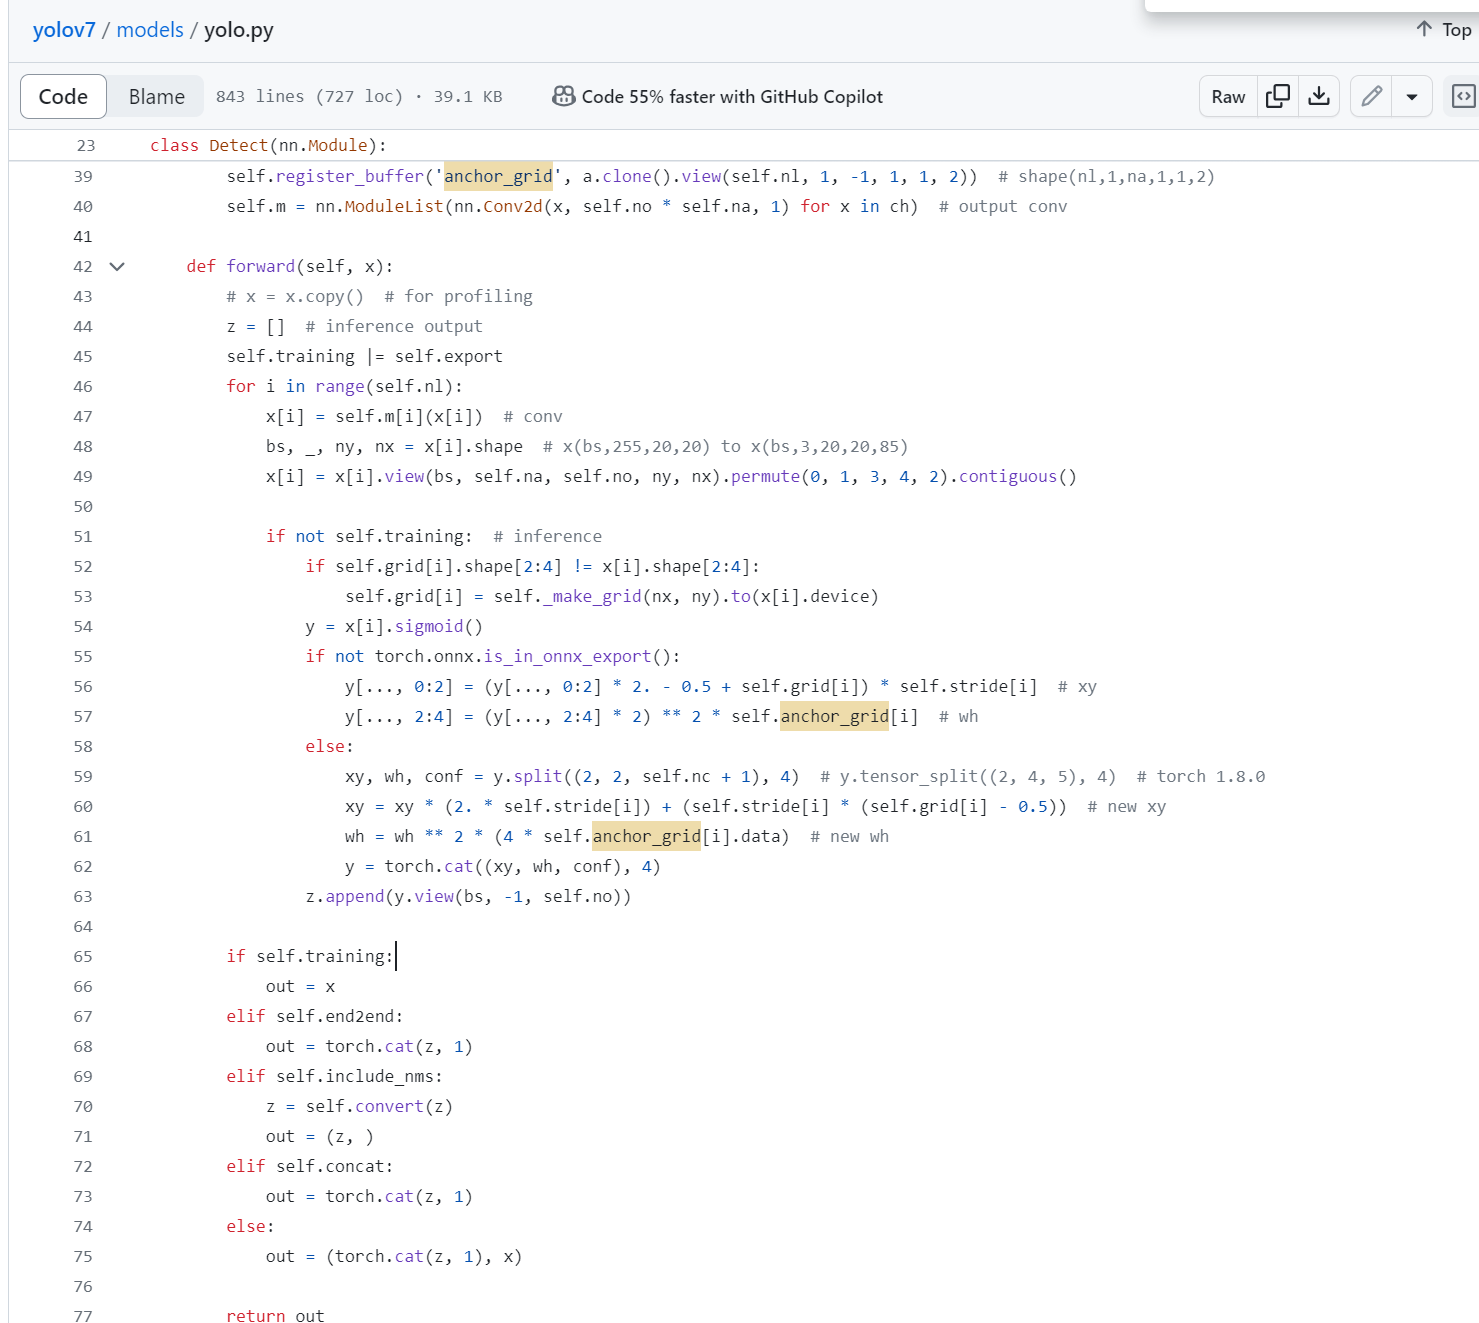 yolov7 / models / yolo.py
Top
Code Blame 843 lines (727 loc) · 39.1 KB Code 55% faster with GitHub Copilot Raw
23 class Detect(nn.Module):
39 self.register_buffer('anchor_grid', a.clone().view(self.nl, 1, -1, 1, 1, 2)) # shape(nl,1,na,1,1,2)
40 self.m = nn.ModuleList(nn.Conv2d(x, self.no * self.na, 1) for x in ch) # output conv
41
42 def forward(self, x):
43 # x = x.copy() # for profiling
44 z = [] # inference output
45 self.training |= self.export
46 for i in range(self.nl):
47 x[i] = self.m[i](x[i]) # conv
48 bs, _, ny, nx = x[i].shape # x(bs,255,20,20) to x(bs,3,20,20,85)
49 x[i] = x[i].view(bs, self.na, self.no, ny, nx).permute(0, 1, 3, 4, 2).contiguous()
50
51 if not self.training: # inference
52 if self.grid[i].shape[2:4] != x[i].shape[2:4]:
53 self.grid[i] = self._make_grid(nx, ny).to(x[i].device)
54 y = x[i].sigmoid()
55 if not torch.onnx.is_in_onnx_export():
56 y[..., 0:2] = (y[..., 0:2] * 2. - 0.5 + self.grid[i]) * self.stride[i] # xy
57 y[..., 2:4] = (y[..., 2:4] * 2) ** 2 * self.anchor_grid[i] # wh
58 else:
59 xy, wh, conf = y.split((2, 2, self.nc + 1), 4) # y.tensor_split((2, 4, 5), 4) # torch 1.8.0
60 xy = xy * (2. * self.stride[i]) + (self.stride[i] * (self.grid[i] - 0.5)) # new xy
61 wh = wh ** 2 * (4 * self.anchor_grid[i].data) # new wh
62 y = torch.cat((xy, wh, conf), 4)
63 z.append(y.view(bs, -1, self.no))
64
65 if self.training:
66 out = x
67 elif self.end2end:
68 out = torch.cat(z, 1)
69 elif self.include_nms:
70 z = self.convert(z)
71 out = (z, )
72 elif self.concat:
73 out = torch.cat(z, 1)
74 else:
75 out = (torch.cat(z, 1), x)
76
77 return out